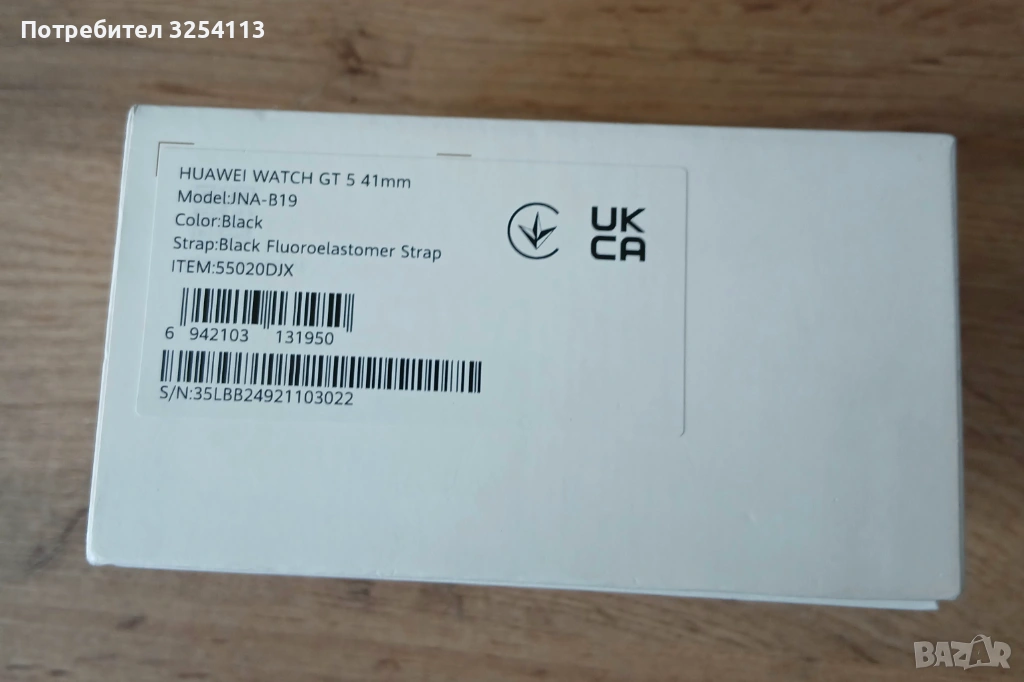 Потребител 3254113
HUAWEI WATCH GT 5 41mm
Model:JNA-B19
Color:Black
Strap:Black Fluoroelastomer Strap
ITEM:55020DJX
UK
CA
6 942103 131950
S/N:35LBB24921103022
BAZAR